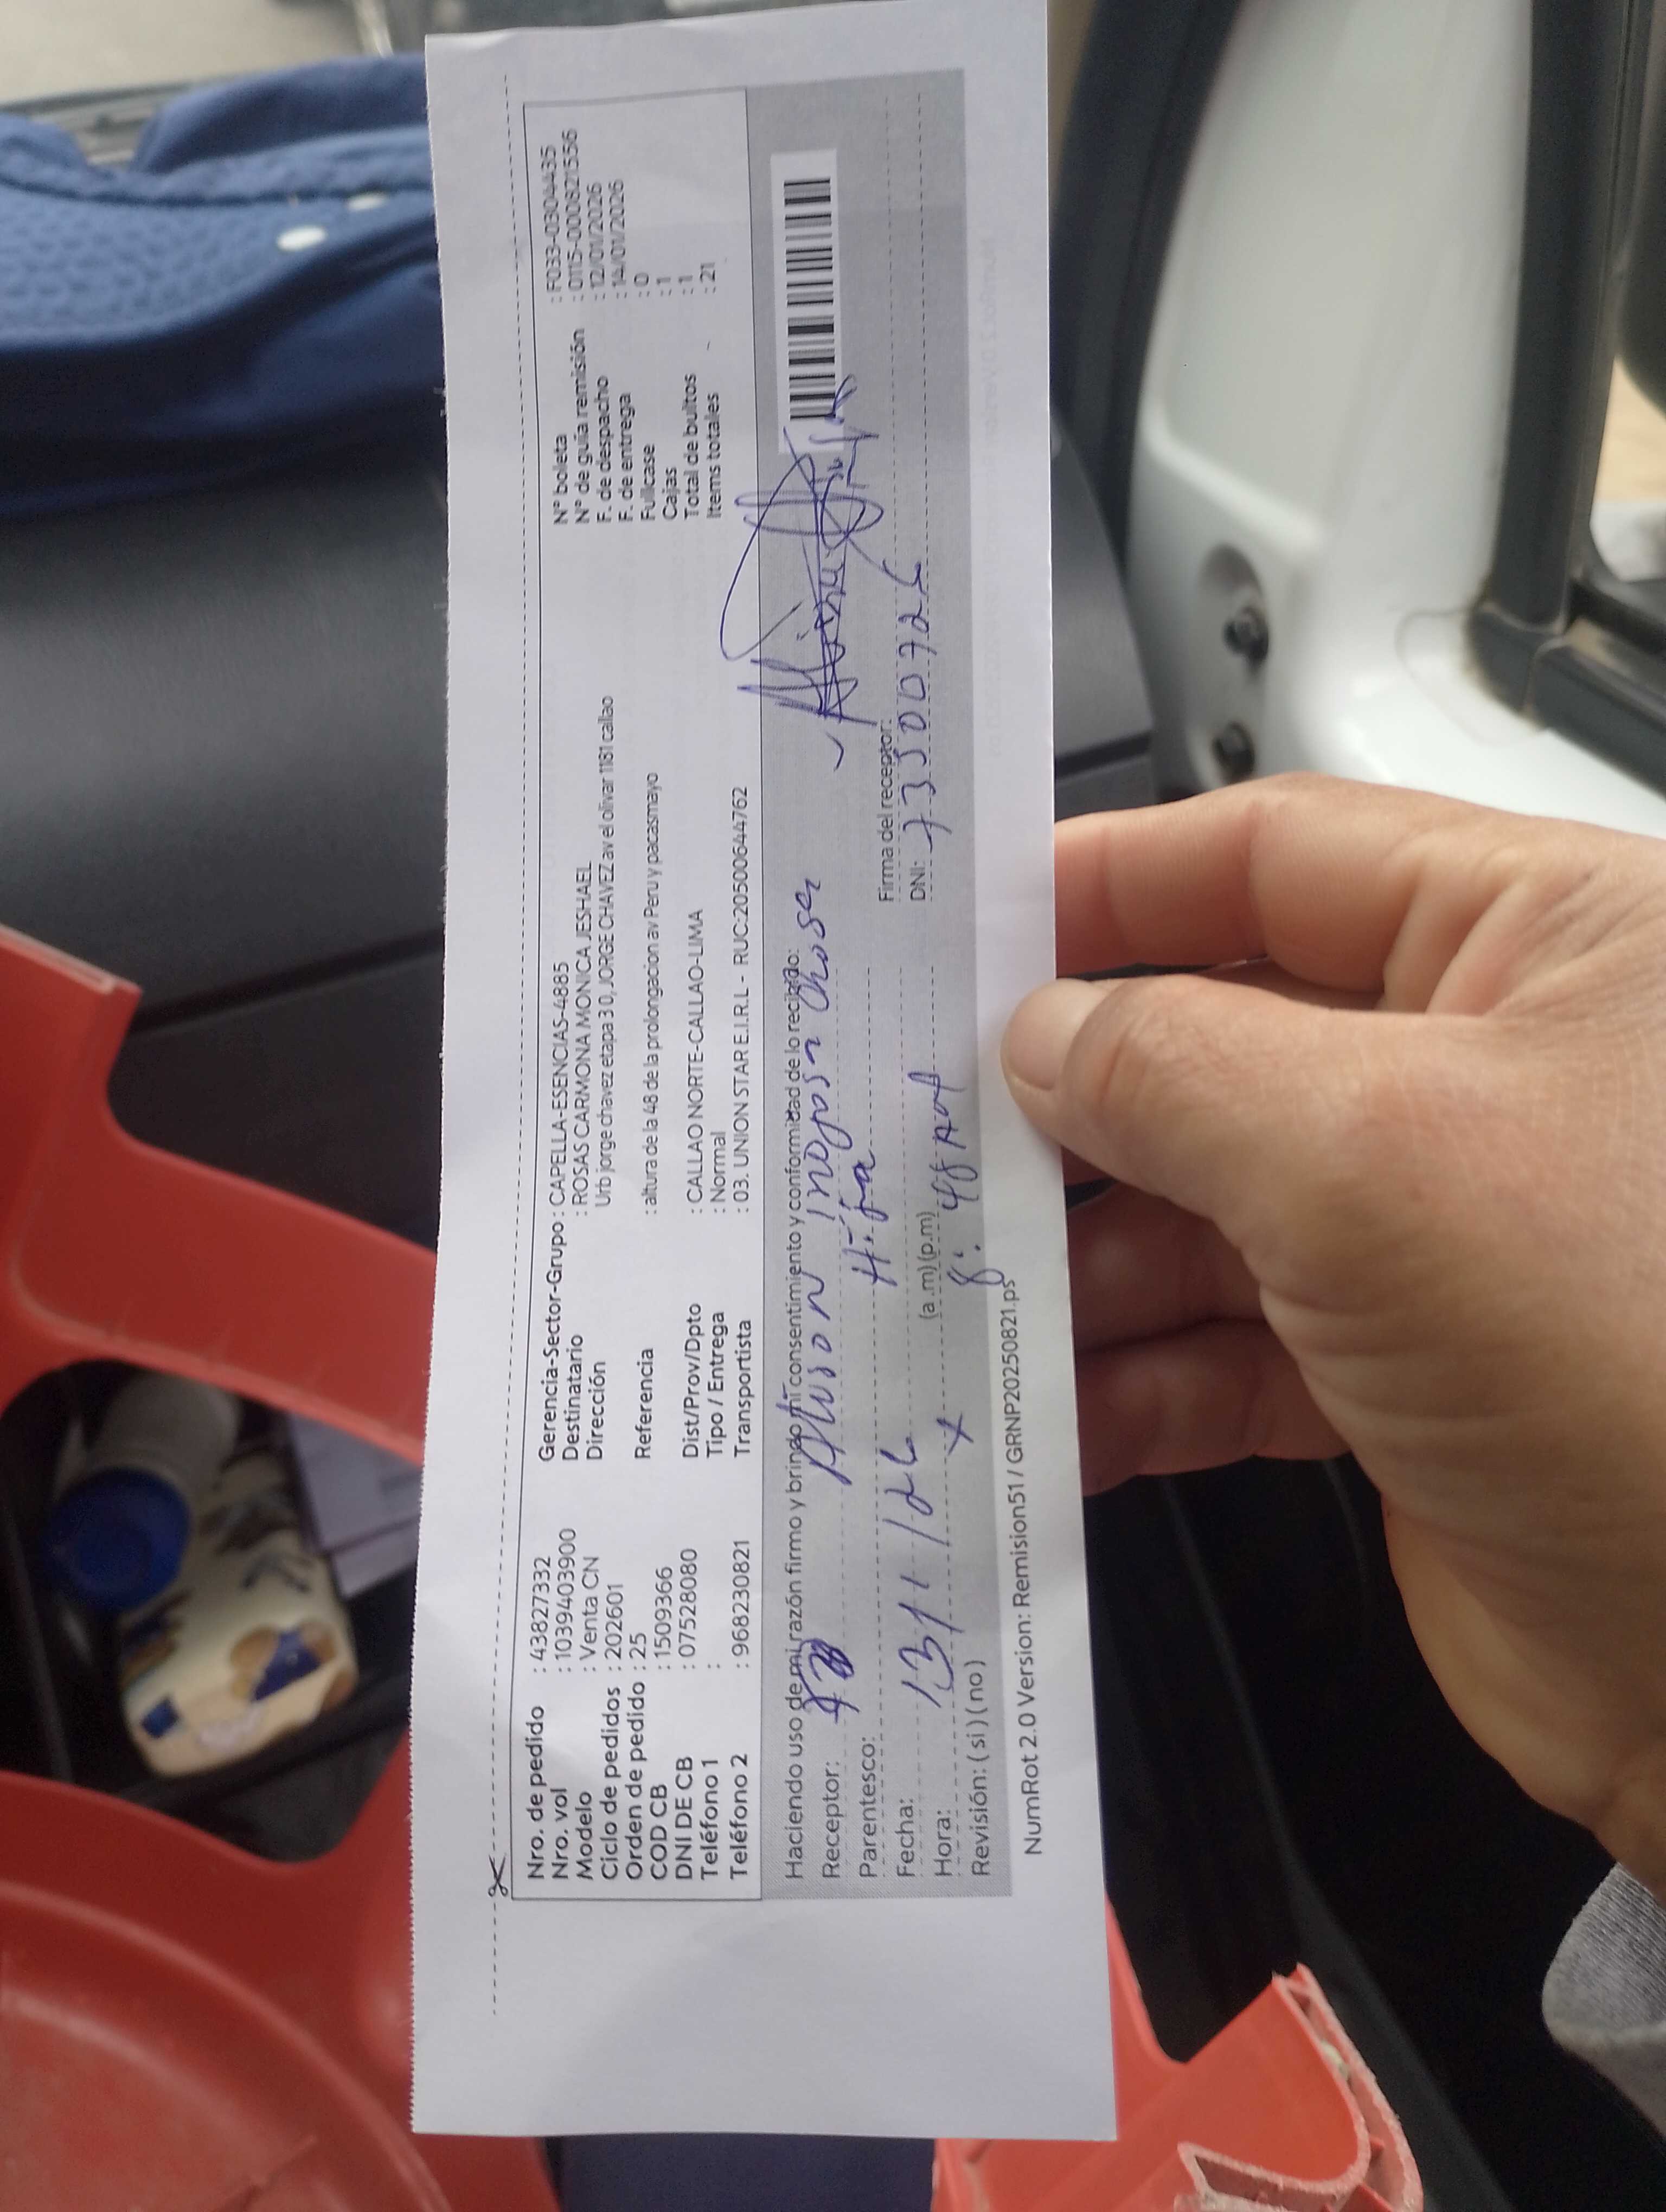 Nro. de pedido : 43827332
Nro. vol : 1039403900
Modelo : Venta CN
Ciclo de pedidos : 202601
Orden de pedido : 25
COD CB : 1509366
DNI DE CB : 07528080
Teléfono 1 :
Teléfono 2 : 968230821
Gerencia-Sector-Grupo : CAPELLA-ESENCIAS-4885
Destinatario : ROSAS CARMONA MONICA JESHAEL
Dirección Urb jorge chavez etapa 3 0, JORGE CHAVEZ av el olivar 1181 callao
Referencia : altura de la 48 de la prolongacion av Peru y pacasmayo
Dist/Prov/Dpto : CALLAO NORTE-CALLAO-LIMA
Tipo / Entrega : Normal
Transportista : 03. UNION STAR E.I.R.L - RUC:20500644762
N° boleta : F033-0304435
N° de guía remisión : 0115-000821556
F. de despacho : 12/01/2026
F. de entrega : 14/01/2026
Fullcase : 0
Cajas : 1
Total de bultos : 1
Items totales : 21
Haciendo uso de mi razón firmo y brindo mi consentimiento y conformidad de lo recibido:
Receptor:
Parentesco: Hija
Fecha: 13/1/26
Hora: (a.m) (p.m)
8:48 AM
Revisión: ( si ) ( no )
Firma del receptor:
DNI: 73500726
NumRot 2.0 Version: Remision51 / GRNP20250821.ps